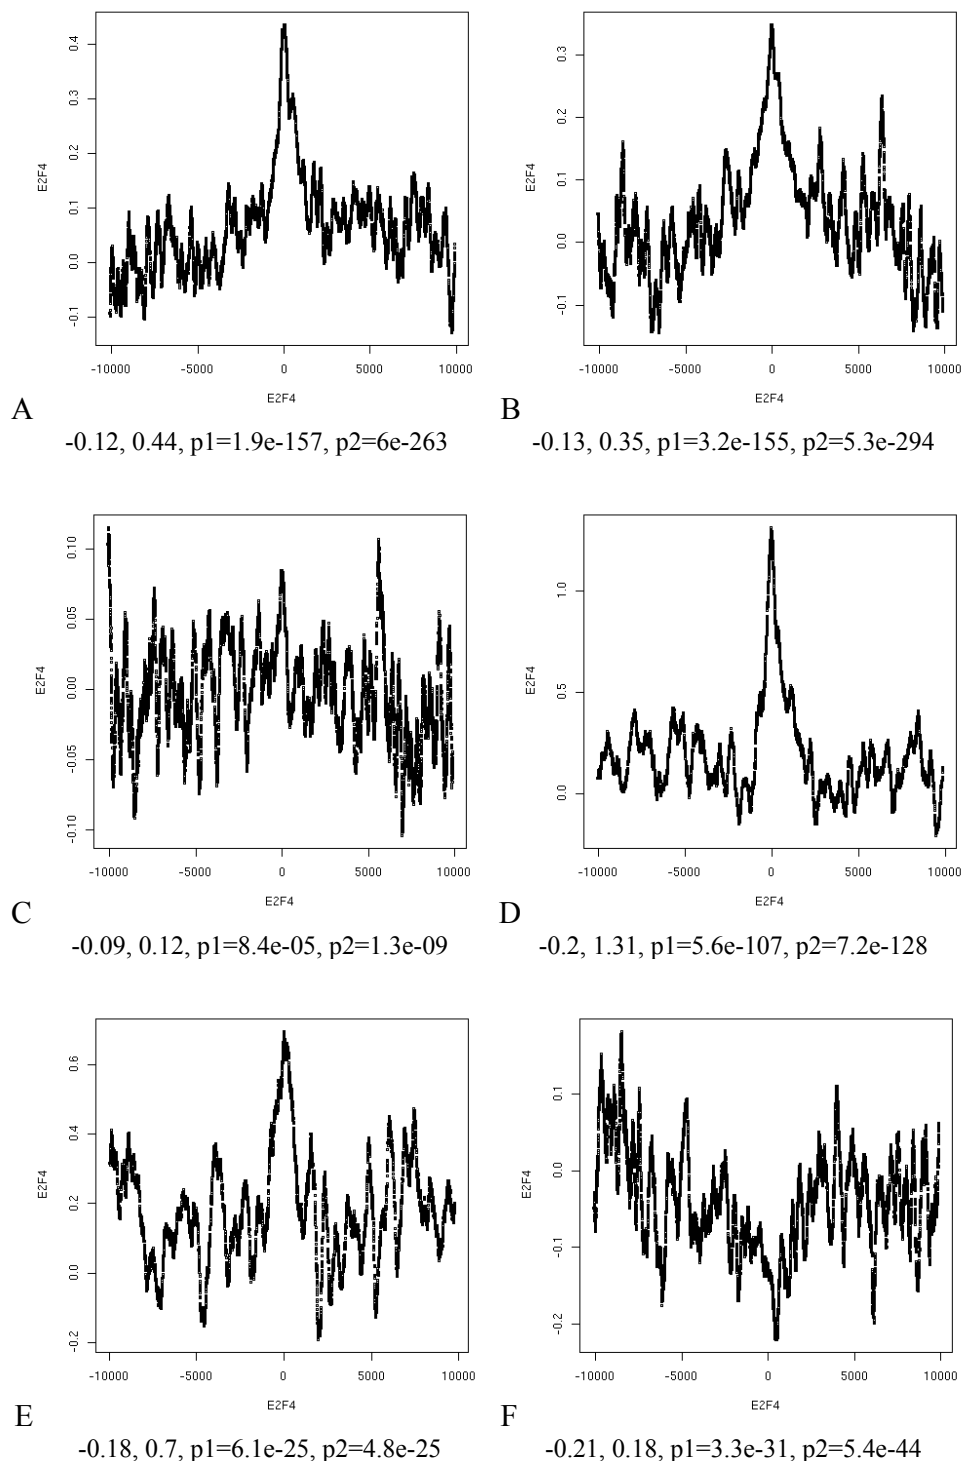 0.4
0.3
0.2
0.1
0.0
-0.1
E2F4
-10000 -5000 0 5000 10000
E2F4
A
-0.12, 0.44, p1=1.9e-157, p2=6e-263
0.3
0.2
0.1
0.0
-0.1
E2F4
-10000 -5000 0 5000 10000
E2F4
B
-0.13, 0.35, p1=3.2e-155, p2=5.3e-294
0.10
0.05
0.00
-0.05
-0.10
E2F4
-10000 -5000 0 5000 10000
E2F4
C
-0.09, 0.12, p1=8.4e-05, p2=1.3e-09
1.0
0.5
0.0
E2F4
-10000 -5000 0 5000 10000
E2F4
D
-0.2, 1.31, p1=5.6e-107, p2=7.2e-128
0.6
0.4
0.2
0.0
-0.2
E2F4
-10000 -5000 0 5000 10000
E2F4
E
-0.18, 0.7, p1=6.1e-25, p2=4.8e-25
0.1
0.0
-0.1
-0.2
E2F4
-10000 -5000 0 5000 10000
E2F4
F
-0.21, 0.18, p1=3.3e-31, p2=5.4e-44